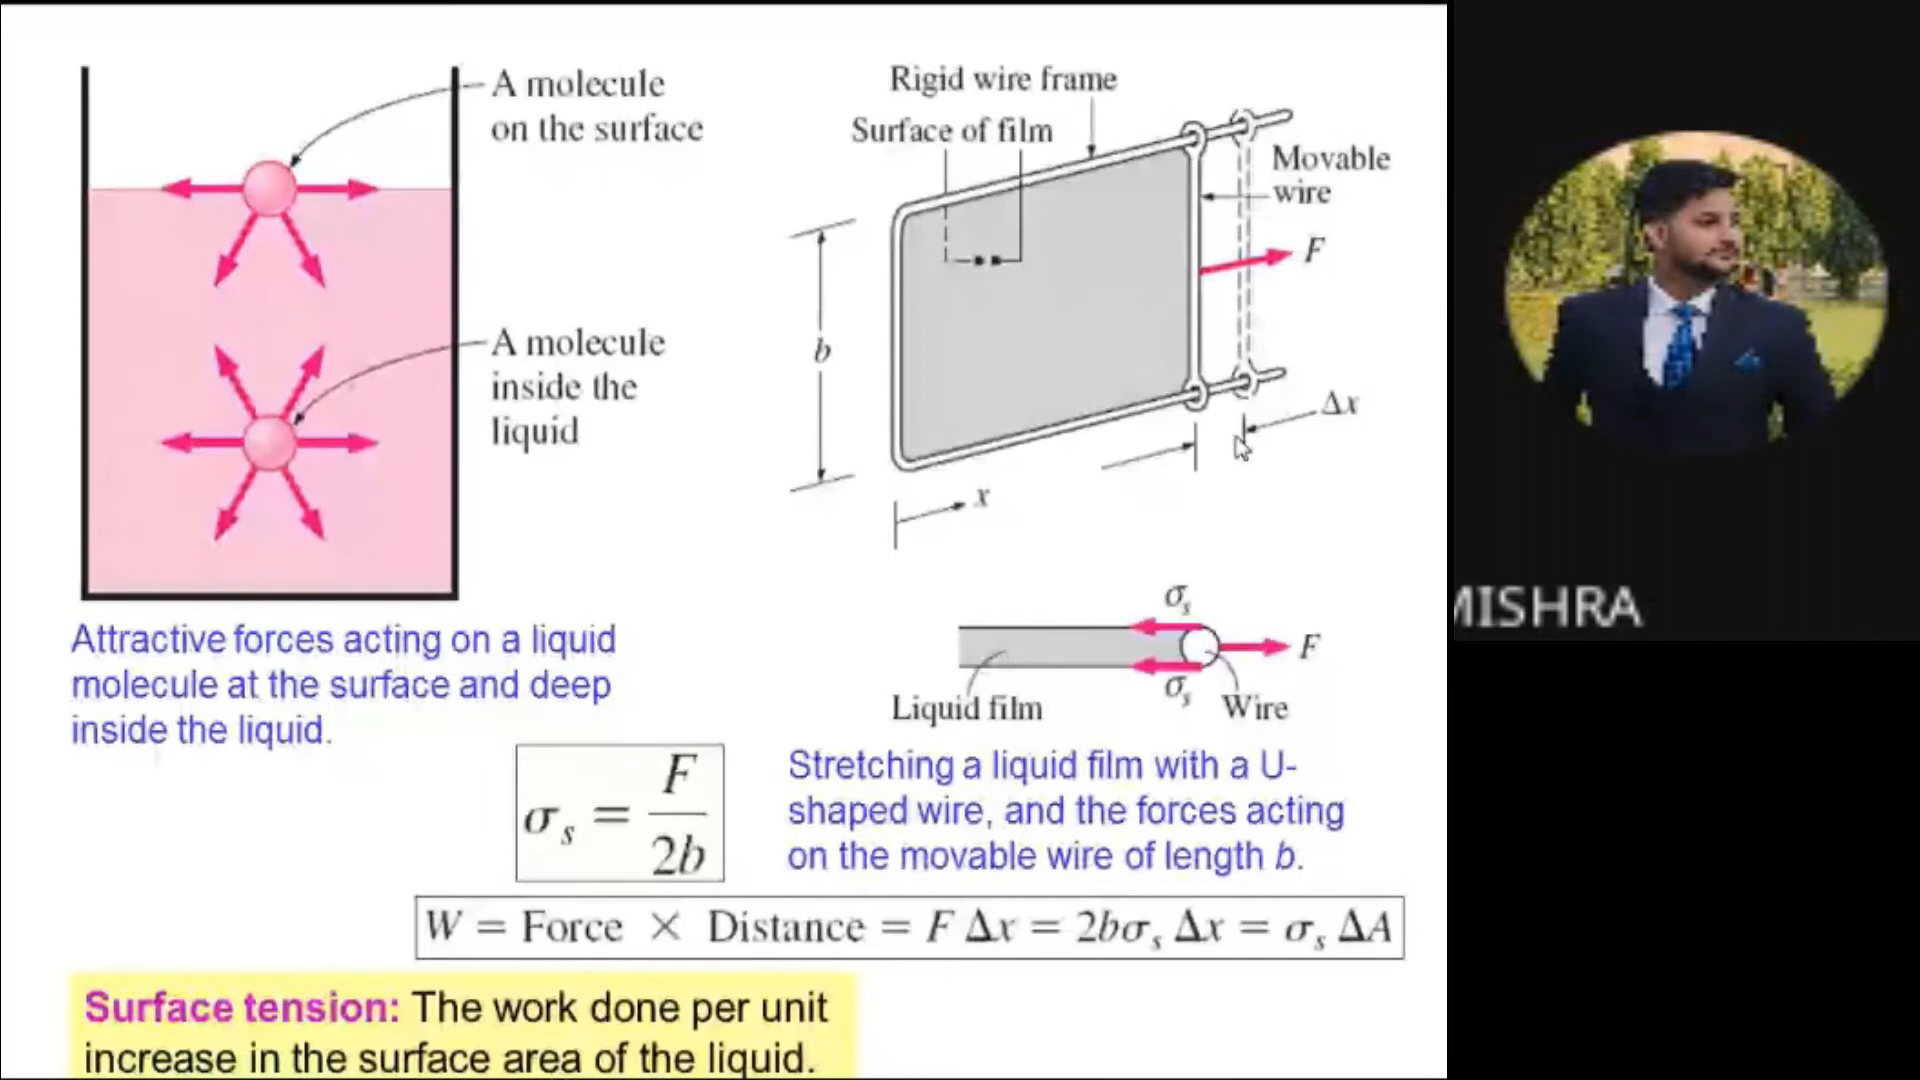 A molecule
on the surface
A molecule
inside the
liquid
Attractive forces acting on a liquid
molecule at the surface and deep
inside the liquid.
Rigid wire frame
Surface of film
Movable
wire
F
b
Δx
x
σₛ
F
σₛ
Liquid film
Wire
Stretching a liquid film with a U-
shaped wire, and the forces acting
on the movable wire of length b.
σₛ = F / 2b
W = Force × Distance = F Δx = 2bσₛ Δx = σₛ ΔA
Surface tension: The work done per unit
increase in the surface area of the liquid.
MISHRA